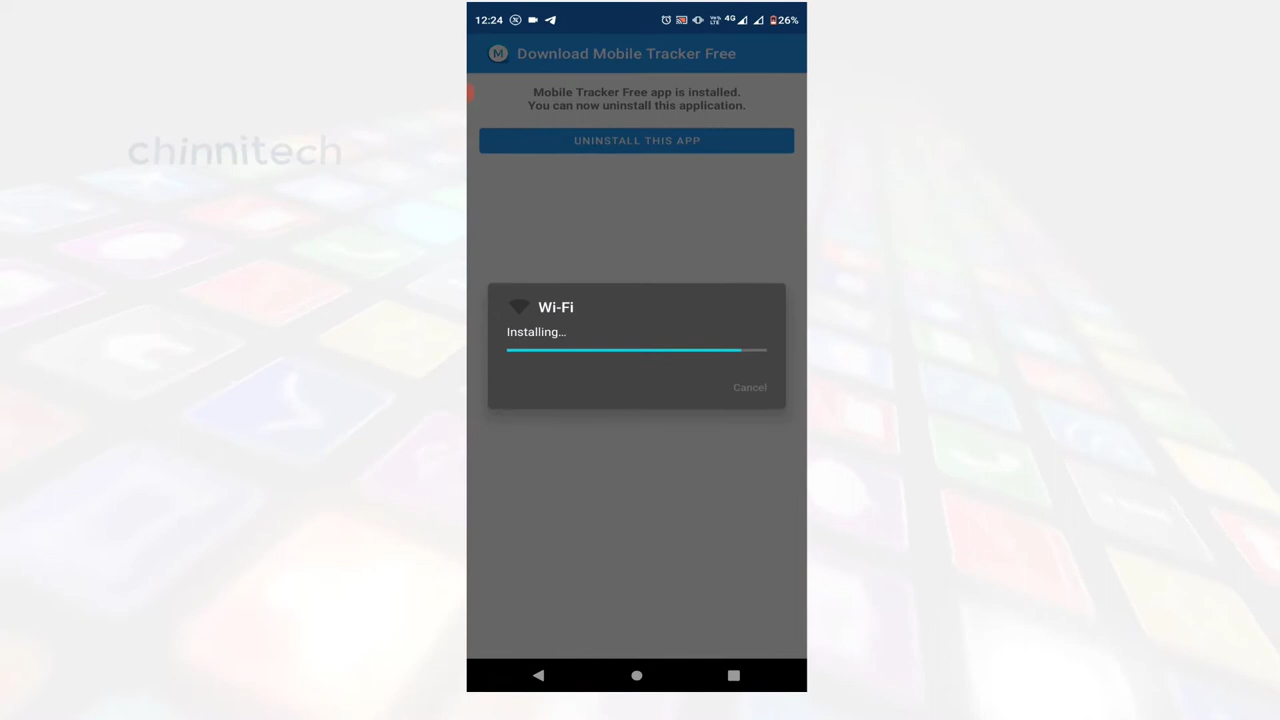 12:24 4G 26%
Download Mobile Tracker Free
Mobile Tracker Free app is installed.
You can now uninstall this application.
UNINSTALL THIS APP
chinnitech
Wi-Fi
Installing...
Cancel